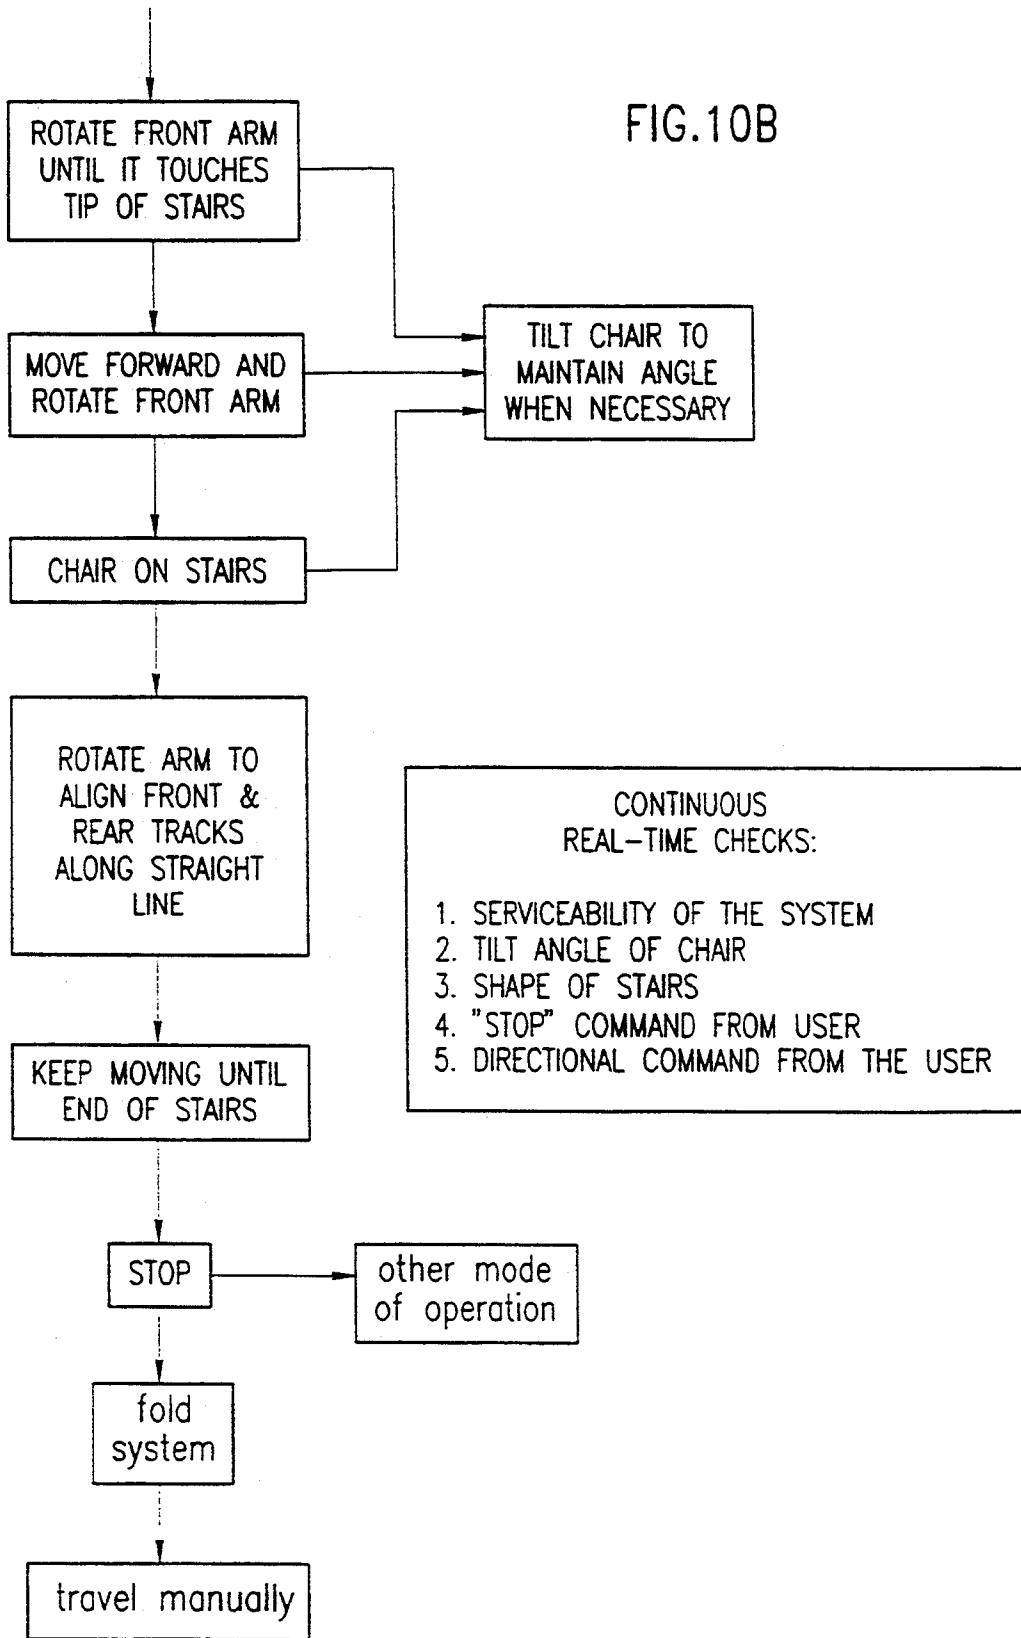 FIG.10B
ROTATE FRONT ARM
UNTIL IT TOUCHES
TIP OF STAIRS
MOVE FORWARD AND
ROTATE FRONT ARM
TILT CHAIR TO
MAINTAIN ANGLE
WHEN NECESSARY
CHAIR ON STAIRS
ROTATE ARM TO
ALIGN FRONT &
REAR TRACKS
ALONG STRAIGHT
LINE
CONTINUOUS
REAL-TIME CHECKS:
1. SERVICEABILITY OF THE SYSTEM
2. TILT ANGLE OF CHAIR
3. SHAPE OF STAIRS
4. "STOP" COMMAND FROM USER
5. DIRECTIONAL COMMAND FROM THE USER
KEEP MOVING UNTIL
END OF STAIRS
STOP
other mode
of operation
fold
system
travel manually